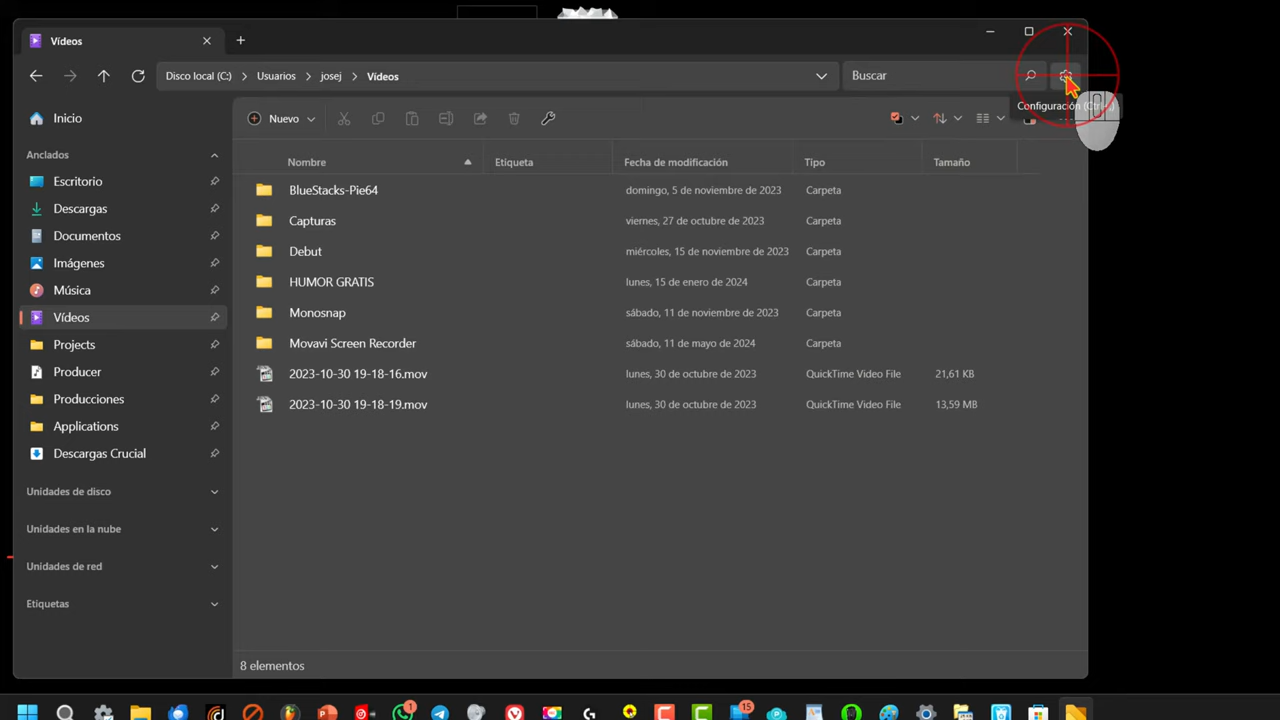 Vídeos
Disco local (C:) Usuarios josej Vídeos
Buscar
Configuración (Ctrl+
Inicio
Anclados
Escritorio
Descargas
Documentos
Imágenes
Música
Vídeos
Projects
Producer
Producciones
Applications
Descargas Crucial
Unidades de disco
Unidades en la nube
Unidades de red
Etiquetas
Nuevo
Nombre Etiqueta Fecha de modificación Tipo Tamaño
BlueStacks-Pie64 domingo, 5 de noviembre de 2023 Carpeta
Capturas viernes, 27 de octubre de 2023 Carpeta
Debut miércoles, 15 de noviembre de 2023 Carpeta
HUMOR GRATIS lunes, 15 de enero de 2024 Carpeta
Monosnap sábado, 11 de noviembre de 2023 Carpeta
Movavi Screen Recorder sábado, 11 de mayo de 2024 Carpeta
2023-10-30 19-18-16.mov lunes, 30 de octubre de 2023 QuickTime Video File 21,61 KB
2023-10-30 19-18-19.mov lunes, 30 de octubre de 2023 QuickTime Video File 13,59 MB
8 elementos
1
15